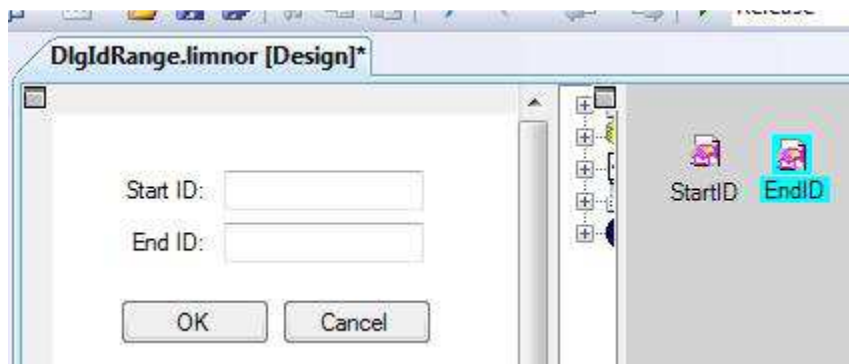 Release
DlgIdRange.limnor [Design]*
Start ID:
End ID:
OK Cancel
StartID EndID